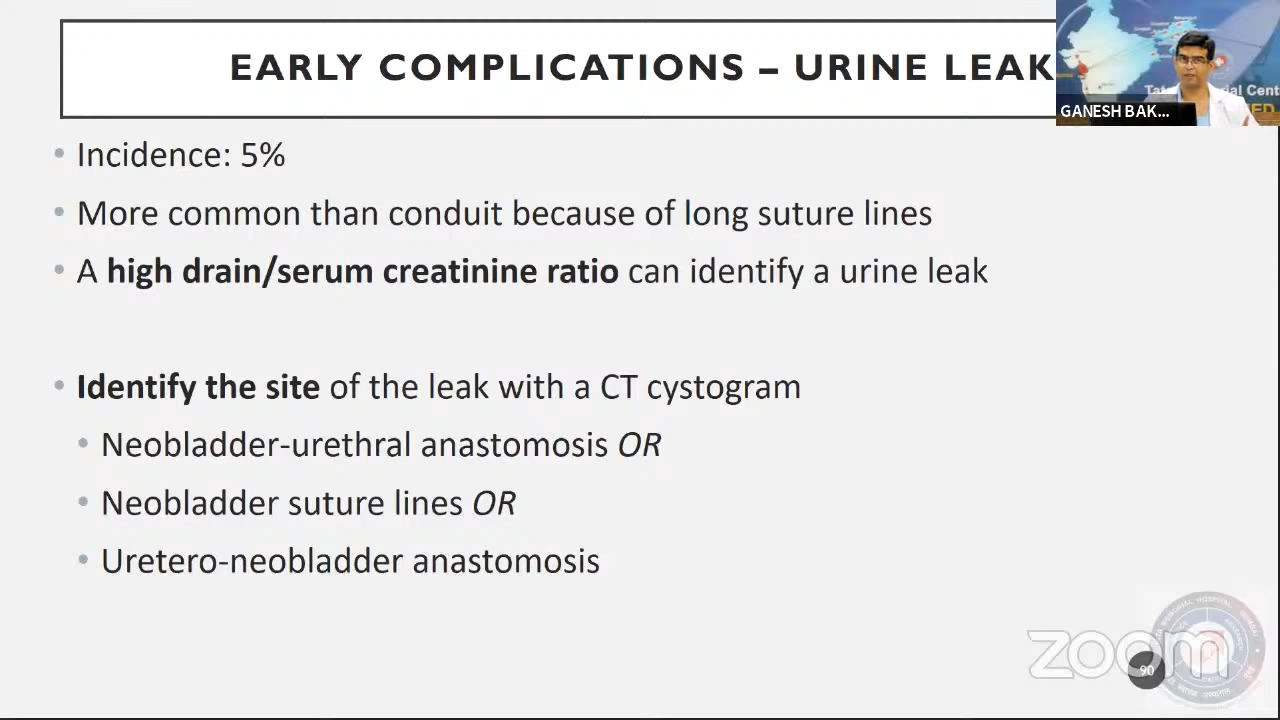 EARLY COMPLICATIONS – URINE LEAK
GANESH BAK...
• Incidence: 5%
• More common than conduit because of long suture lines
• A high drain/serum creatinine ratio can identify a urine leak
• Identify the site of the leak with a CT cystogram
• Neobladder-urethral anastomosis OR
• Neobladder suture lines OR
• Uretero-neobladder anastomosis
zoom
90